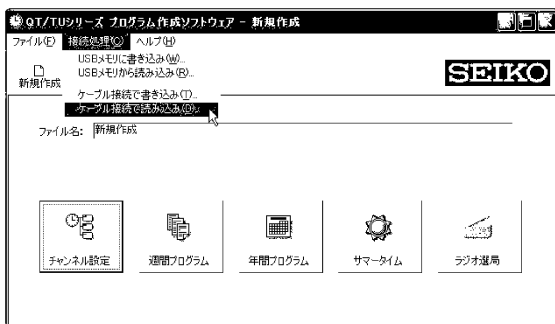 QT/TUシリーズ プログラム作成ソフトウェア - 新規作成
ファイル(F) 接続処理(C) ヘルプ(H)
USBメモリに書き込み(W)...
USBメモリから読み込み(R)...
ケーブル接続で書き込み(T)...
ケーブル接続で読み込み(D)...
新規作成
SEIKO
ファイル名: 新規作成
チャンネル設定 週間プログラム 年間プログラム サマータイム ラジオ選局